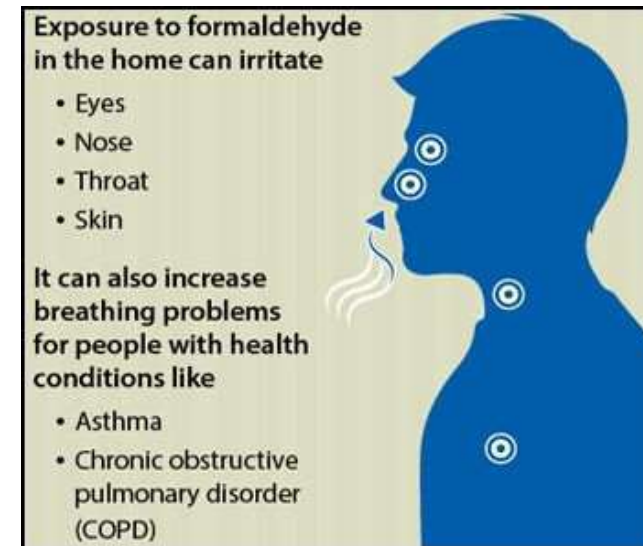 Exposure to formaldehyde
in the home can irritate
• Eyes
• Nose
• Throat
• Skin
It can also increase
breathing problems
for people with health
conditions like
• Asthma
• Chronic obstructive
pulmonary disorder
(COPD)